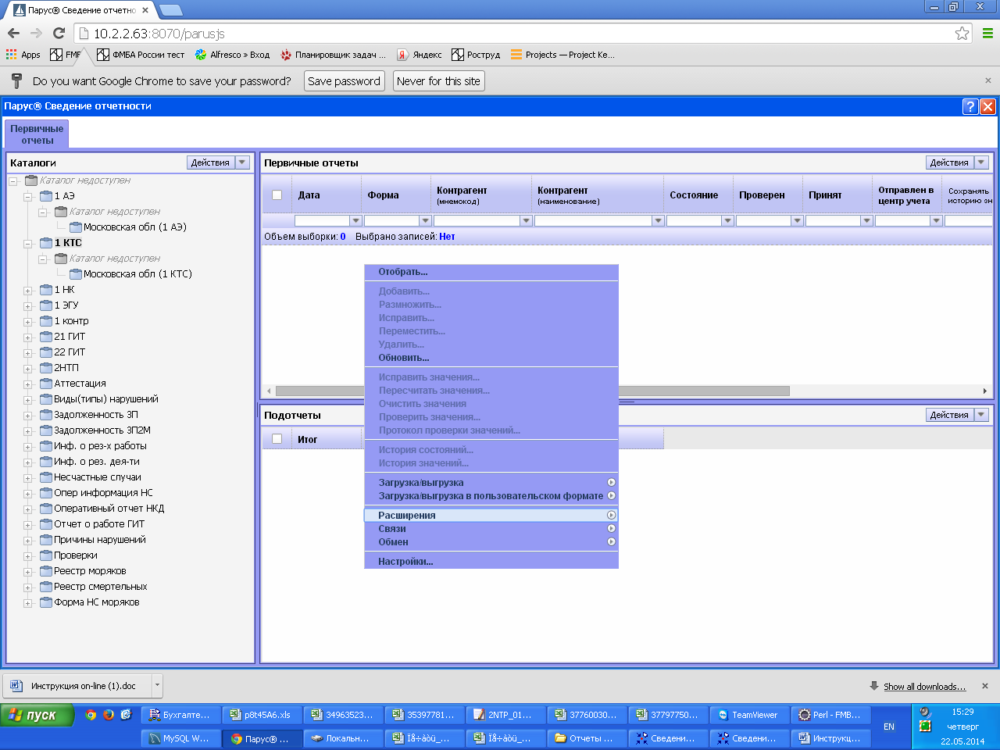 Парус® Сведение отчетно
10.2.2.63:8070/parusjs
Apps
FMB
ФМБА России тест
Alfresco » Вход
Планировщик задач ...
Яндекс
Роструд
Projects — Project Ke...
Do you want Google Chrome to save your password?
Save password
Never for this site
Парус® Сведение отчетности
Первичные отчеты
Каталоги
Действия
Каталог недоступен
1 АЭ
Каталог недоступен
Московская обл (1 АЭ)
1 КТС
Каталог недоступен
Московская обл (1 КТС)
1 НК
1 ЭГУ
1 контр
21 ГИТ
22 ГИТ
2НТП
Аттестация
Виды(типы) нарушений
Задолженность ЗП
Задолженность ЗП2М
Инф. о рез-х работы
Инф. о рез. дея-ти
Несчастные случаи
Опер информация НС
Оперативный отчет НКД
Отчет о работе ГИТ
Причины нарушений
Проверки
Реестр моряков
Реестр смертельных
Форма НС моряков
Первичные отчеты
Действия
Дата
Форма
Контрагент (мнемокод)
Контрагент (наименование)
Состояние
Проверен
Принят
Отправлен в центр учета
Сохранять историю зн
Объем выборки: 0 Выбрано записей: Нет
Отобрать...
Добавить...
Размножить...
Исправить...
Переместить...
Удалить...
Обновить...
Исправить значения...
Пересчитать значения...
Очистить значения
Проверить значения...
Протокол проверки значений...
История состояний...
История значений...
Загрузка/выгрузка
Загрузка/выгрузка в пользовательском формате
Расширения
Связи
Обмен
Настройки...
Подотчеты
Действия
Итог
Инструкция on-line (1).doc
Show all downloads...
пуск
Бухгалте...
p8t45A6.xls
34963523...
35397781...
2NTP_01...
37760030...
37797750...
TeamViewer
Perl - FMB...
MySQL W...
Парус® ...
Локальн...
Ïå÷àòü_...
Ïå÷àòü_...
Отчеты ...
Сведени...
Сведени...
Инструкц...
EN
15:29
четверг
22.05.2014